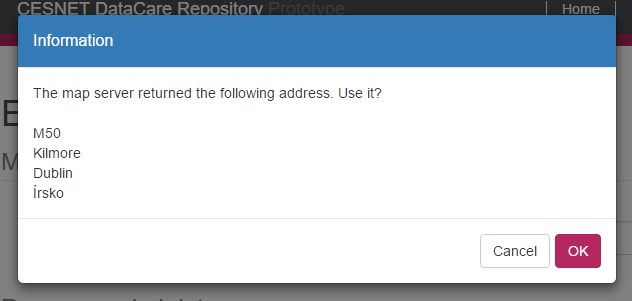 CESNET DataCare Repository Prototype
Home
Information
The map server returned the following address. Use it?
M50
Kilmore
Dublin
Írsko
Cancel
OK